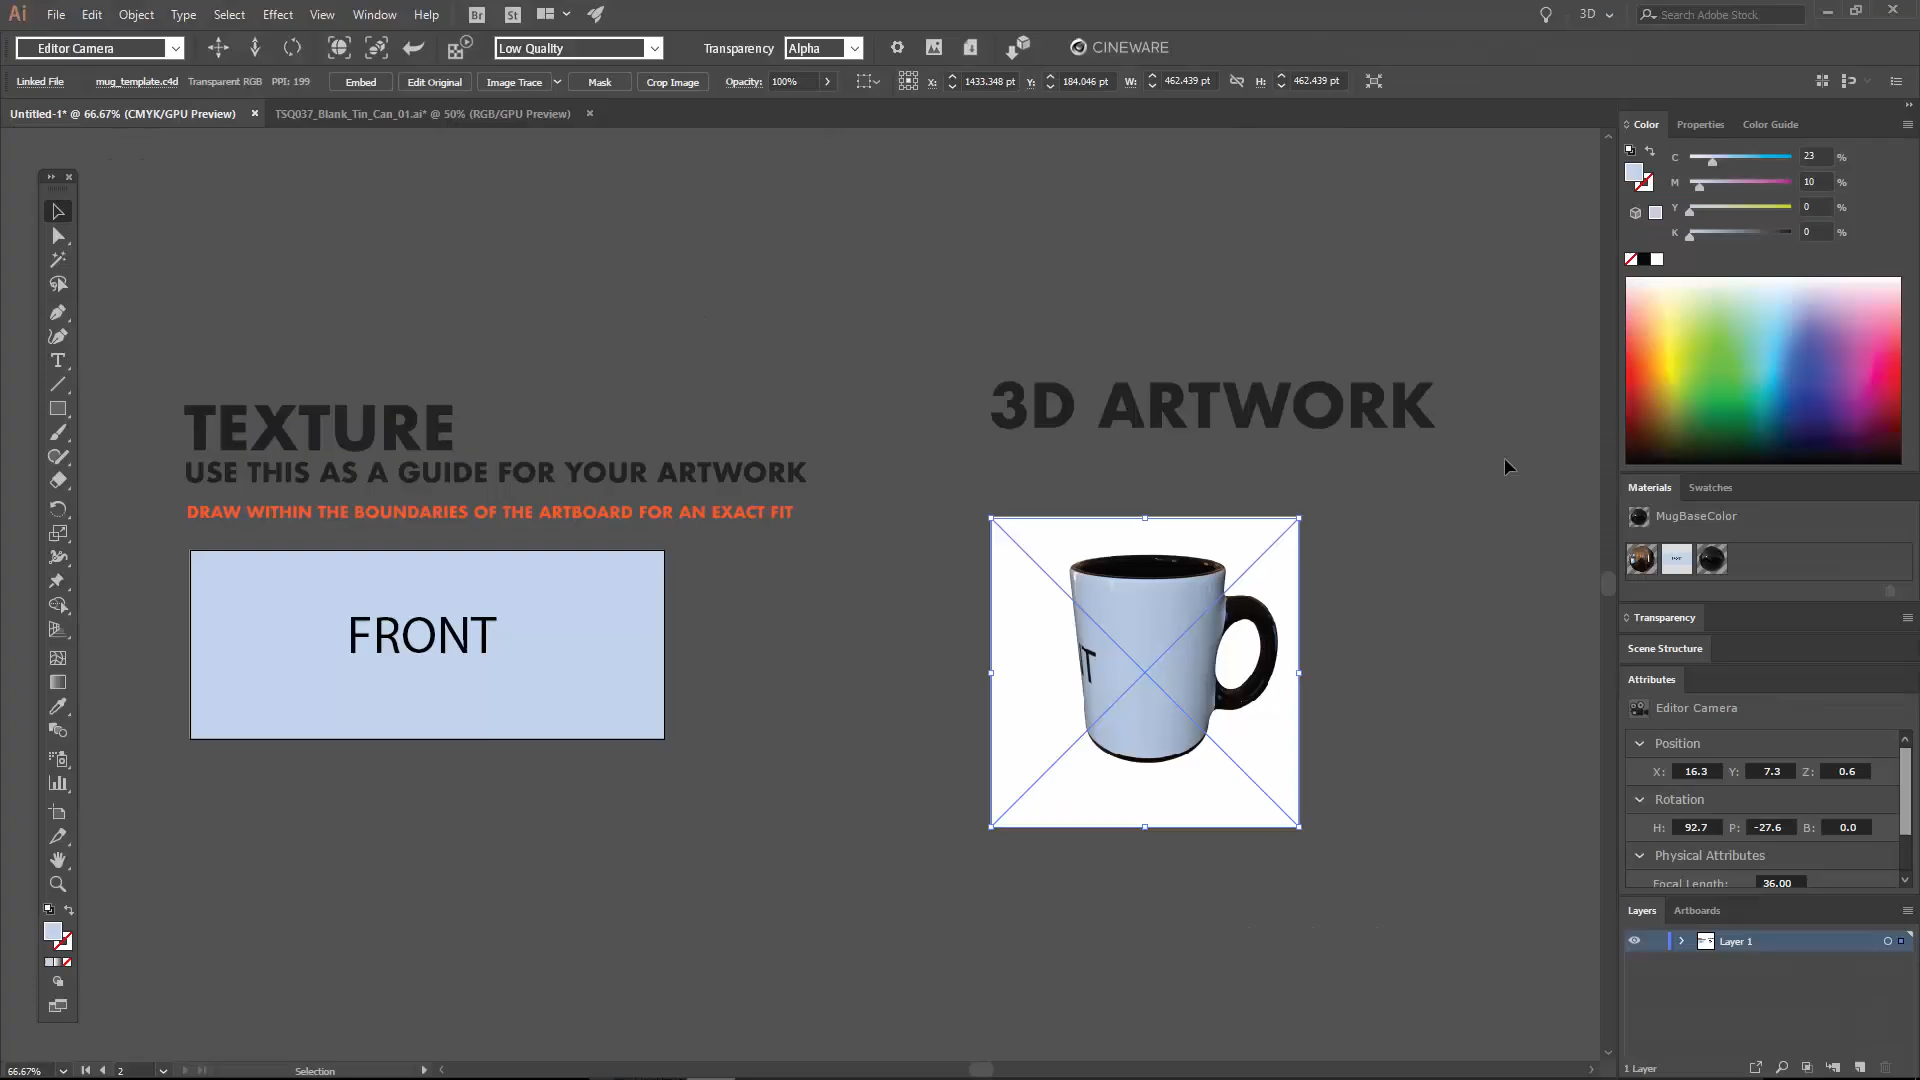 Ai File Edit Object Type Select Effect View Window Help Br St 3D Search Adobe Stock
Editor Camera Low Quality Transparency Alpha CINEWARE
Linked File mug_template.c4d Transparent RGB PPI: 199 Embed Edit Original Image Trace Mask Crop Image Opacity: 100% X: 1433.348 pt Y: 184.046 pt W: 462.439 pt H: 462.439 pt
Untitled-1* @ 66.67% (CMYK/GPU Preview) TSQ037_Blank_Tin_Can_01.ai* @ 50% (RGB/GPU Preview)
Color Properties Color Guide
C 23 %
M 10 %
Y 0 %
K 0 %
TEXTURE
USE THIS AS A GUIDE FOR YOUR ARTWORK
DRAW WITHIN THE BOUNDARIES OF THE ARTBOARD FOR AN EXACT FIT
FRONT
3D ARTWORK
NT
Materials Swatches
MugBaseColor
Transparency
Scene Structure
Attributes
Editor Camera
Position
X: 16.3 Y: 7.3 Z: 0.6
Rotation
H: 92.7 P: -27.6 B: 0.0
Physical Attributes
Focal Length: 36.00
Layers Artboards
Layer 1
1 Layer
66.67% 2 Selection